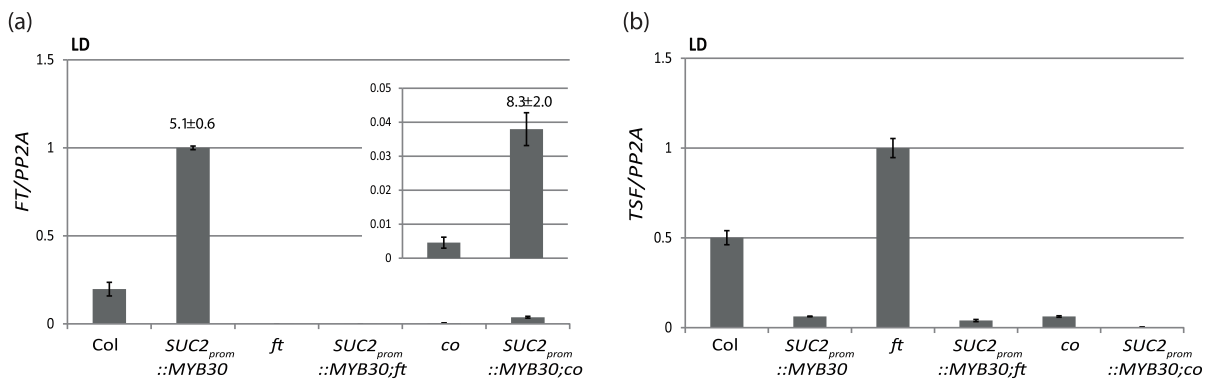 (a)
LD
FT/PP2A
1.5
1
0.5
0
5.1±0.6
0.05
0.04
0.03
0.02
0.01
0
8.3±2.0
Col
SUC2prom
::MYB30
ft
SUC2prom
::MYB30;ft
co
SUC2prom
::MYB30;co
(b)
LD
TSF/PP2A
1.5
1
0.5
0
Col
SUC2prom
::MYB30
ft
SUC2prom
::MYB30;ft
co
SUC2prom
::MYB30;co